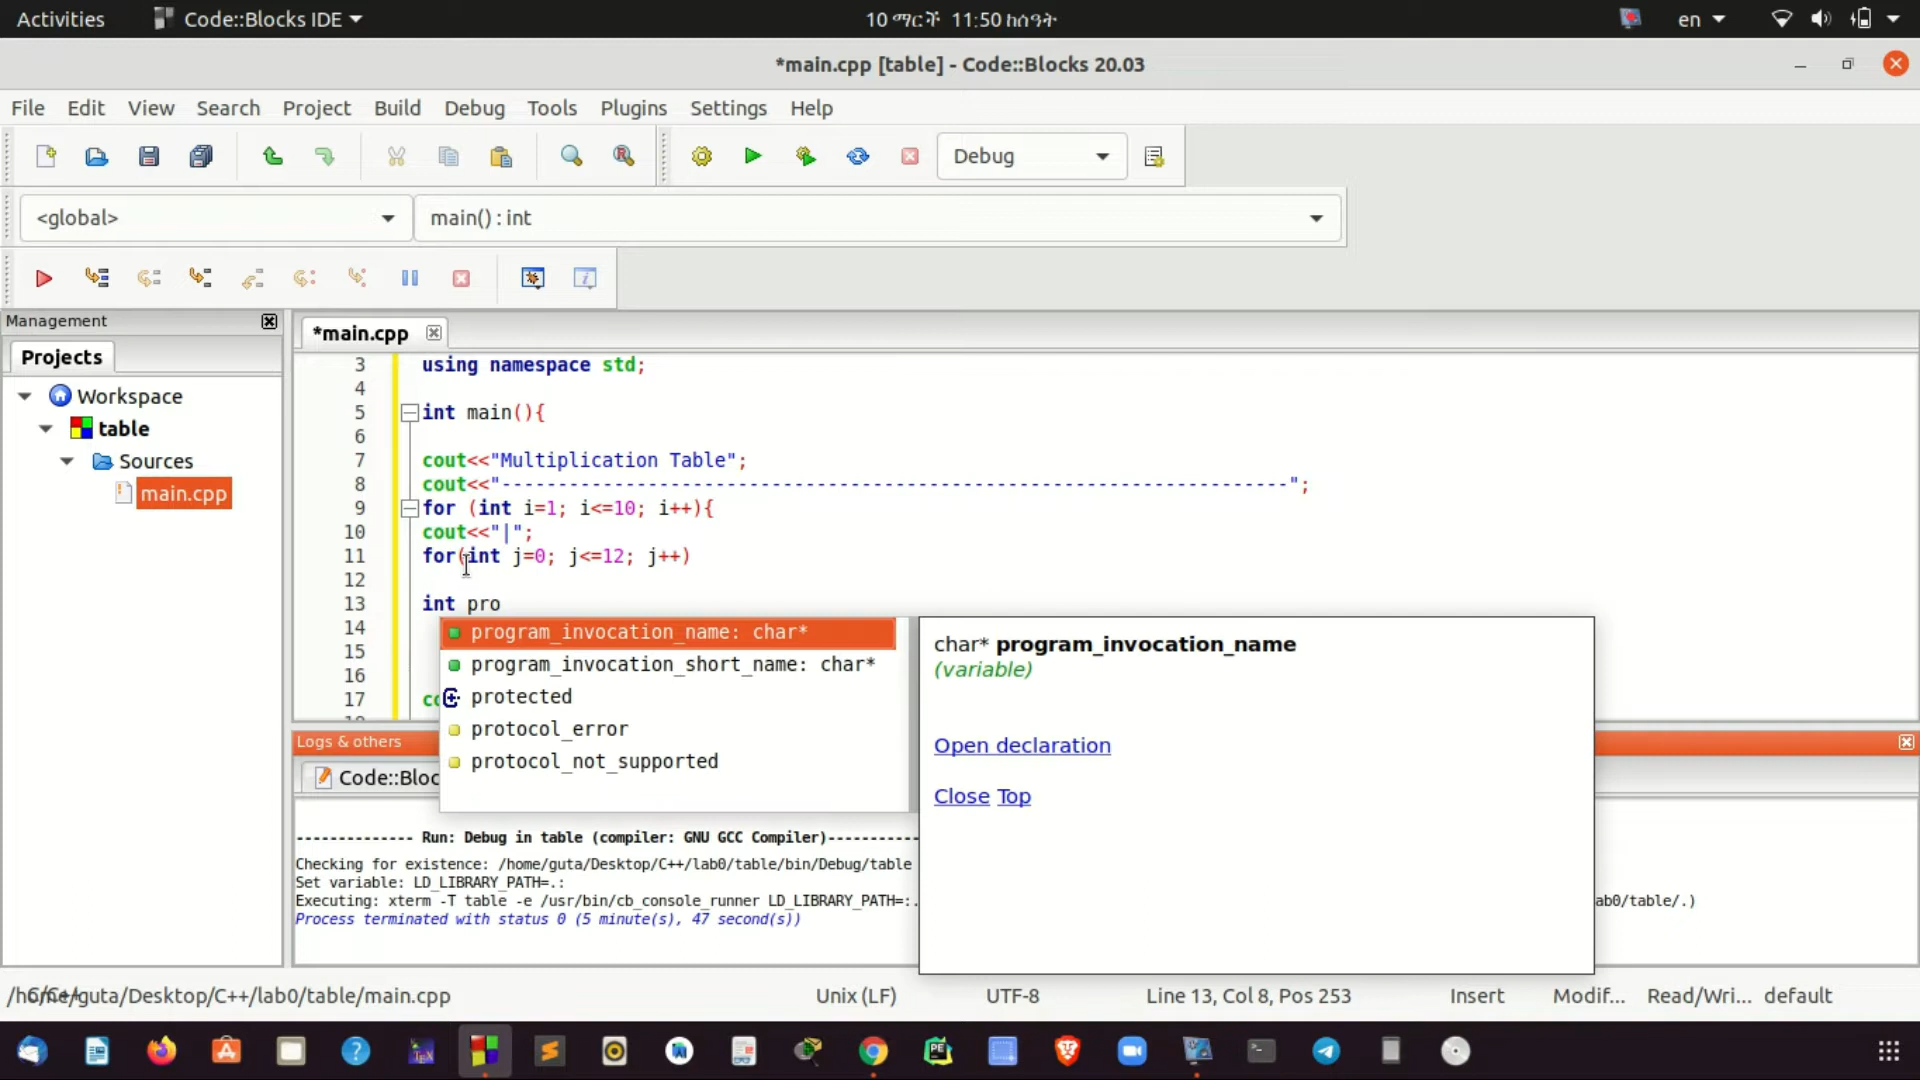 Activities
Code::Blocks IDE
10 ማርች 11:50 ከሰዓት
en
*main.cpp [table] - Code::Blocks 20.03
File Edit View Search Project Build Debug Tools Plugins Settings Help
Debug
<global>
main() : int
Management
Projects
Workspace
table
Sources
main.cpp
*main.cpp
3 using namespace std;
4
5 int main(){
6
7 cout<<"Multiplication Table";
8 cout<<"----------------------------------------------------------------------";
9 for (int i=1; i<=10; i++){
10 cout<<"|";
11 for(int j=0; j<=12; j++)
12
13 int pro
14
15
16
17
program_invocation_name: char*
program_invocation_short_name: char*
protected
protocol_error
protocol_not_supported
char* program_invocation_name
(variable)
Open declaration
Close Top
Logs & others
Code::Bloc
-------------- Run: Debug in table (compiler: GNU GCC Compiler)-----------
Checking for existence: /home/guta/Desktop/C++/lab0/table/bin/Debug/table
Set variable: LD_LIBRARY_PATH=.:
Executing: xterm -T table -e /usr/bin/cb_console_runner LD_LIBRARY_PATH=:. ab0/table/.)
Process terminated with status 0 (5 minute(s), 47 second(s))
/home/guta/Desktop/C++/lab0/table/main.cpp
Unix (LF)
UTF-8
Line 13, Col 8, Pos 253
Insert
Modif...
Read/Wri...
default